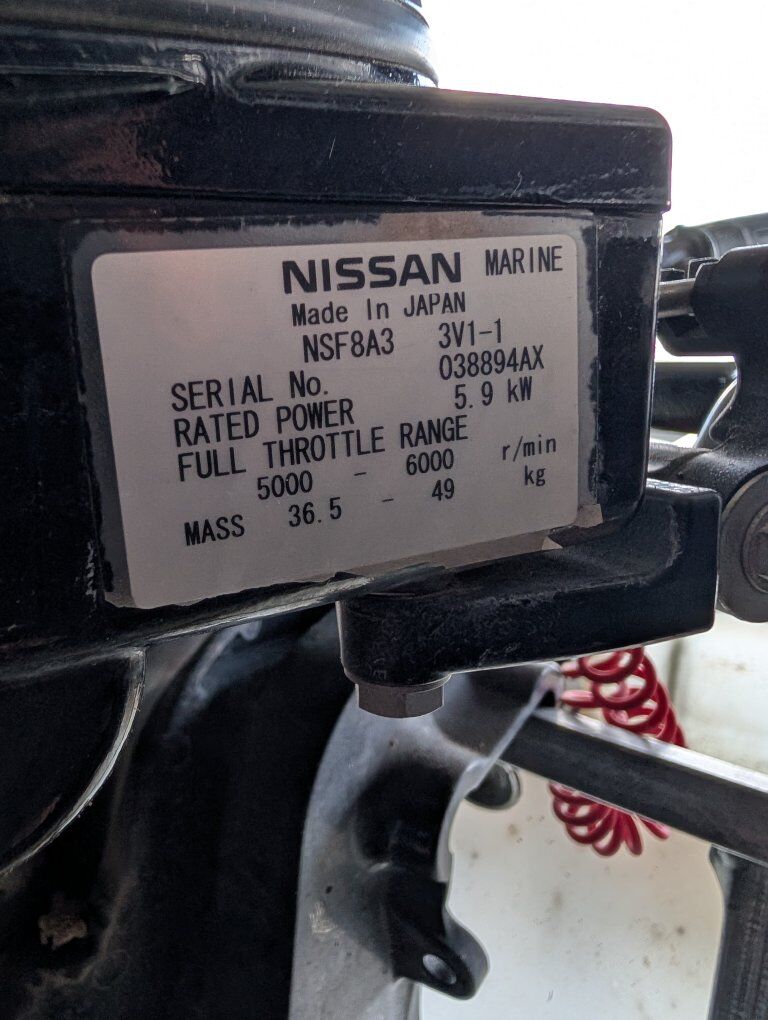 NISSAN MARINE
Made In JAPAN
NSF8A3 3V1-1
SERIAL No. 038894AX
RATED POWER 5.9 kW
FULL THROTTLE RANGE
5000 - 6000 r/min
MASS 36.5 - 49 kg